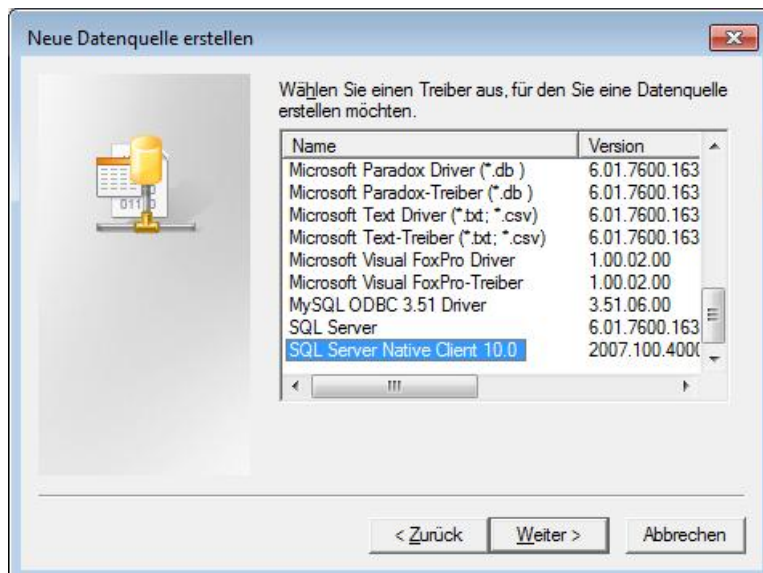 Neue Datenquelle erstellen
Wählen Sie einen Treiber aus, für den Sie eine Datenquelle
erstellen möchten.
Name Version
Microsoft Paradox Driver (*.db ) 6.01.7600.163
Microsoft Paradox-Treiber (*.db ) 6.01.7600.163
Microsoft Text Driver (*.txt; *.csv) 6.01.7600.163
Microsoft Text-Treiber (*.txt; *.csv) 6.01.7600.163
Microsoft Visual FoxPro Driver 1.00.02.00
Microsoft Visual FoxPro-Treiber 1.00.02.00
MySQL ODBC 3.51 Driver 3.51.06.00
SQL Server 6.01.7600.163
SQL Server Native Client 10.0 2007.100.400
< Zurück Weiter > Abbrechen